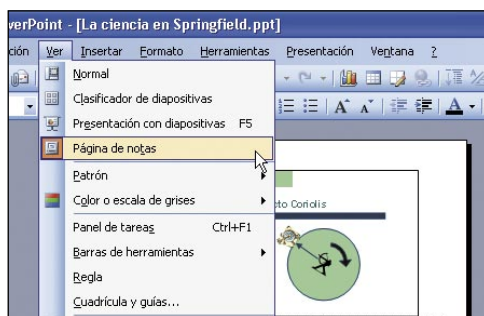 verPoint - [La ciencia en Springfield.ppt]
ción Ver Insertar Formato Herramientas Presentación Ventana ?
Normal
Clasificador de diapositivas
Presentación con diapositivas F5
Página de notas
Patrón
Color o escala de grises
cto Coriolis
Panel de tareas Ctrl+F1
Barras de herramientas
Regla
Cuadrícula y guías...